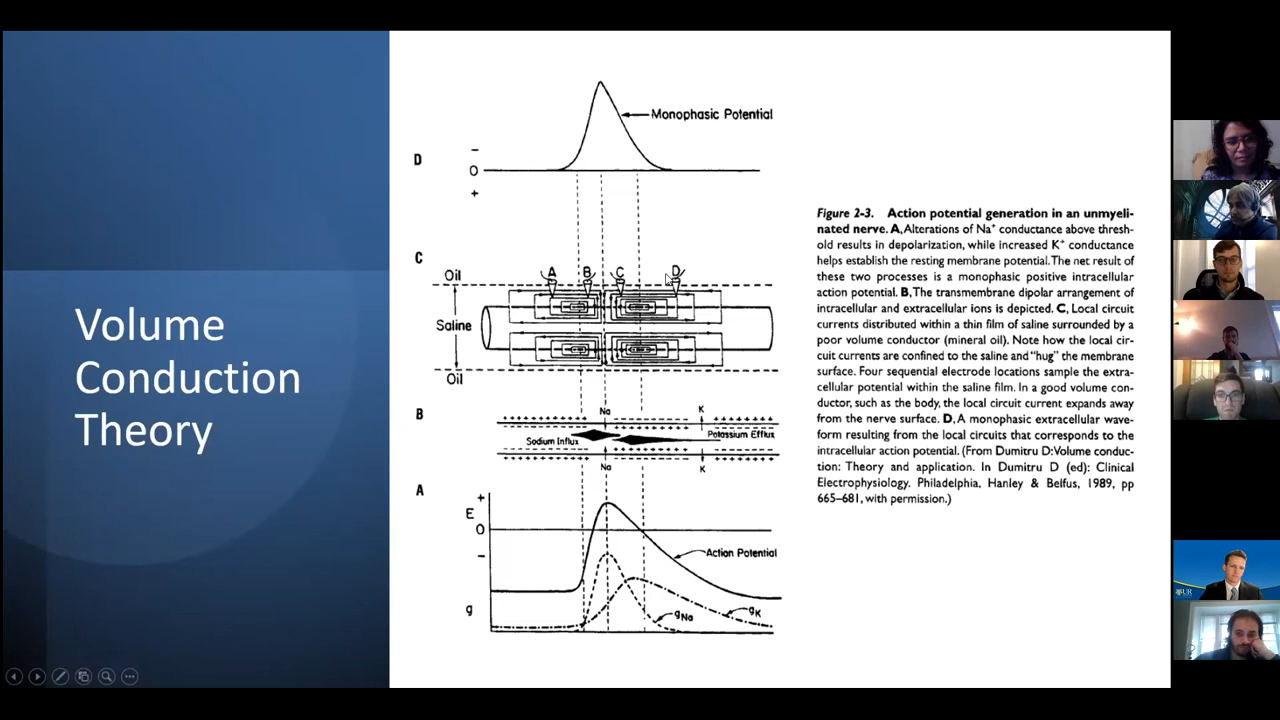 Volume
Conduction
Theory
Monophasic Potential
D
−
O
+
C
Oil
A
B
C
D
Saline
Oil
B
Na
K
+++++++++++++++
Sodium Influx
Potassium Efflux
Na
K
A
+
E
O
−
Action Potential
g
gNa
gK
Figure 2-3. Action potential generation in an unmyeli-
nated nerve. A, Alterations of Na+ conductance above thresh-
old results in depolarization, while increased K+ conductance
helps establish the resting membrane potential. The net result of
these two processes is a monophasic positive intracellular
action potential. B, The transmembrane dipolar arrangement of
intracellular and extracellular ions is depicted. C, Local circuit
currents distributed within a thin film of saline surrounded by a
poor volume conductor (mineral oil). Note how the local cir-
cuit currents are confined to the saline and "hug" the membrane
surface. Four sequential electrode locations sample the extra-
cellular potential within the saline film. In a good volume con-
ductor, such as the body, the local circuit current expands away
from the nerve surface. D, A monophasic extracellular wave-
form resulting from the local circuits that corresponds to the
intracellular action potential. (From Dumitru D: Volume conduc-
tion: Theory and application. In Dumitru D (ed): Clinical
Electrophysiology. Philadelphia, Hanley & Belfus, 1989, pp
665–681, with permission.)